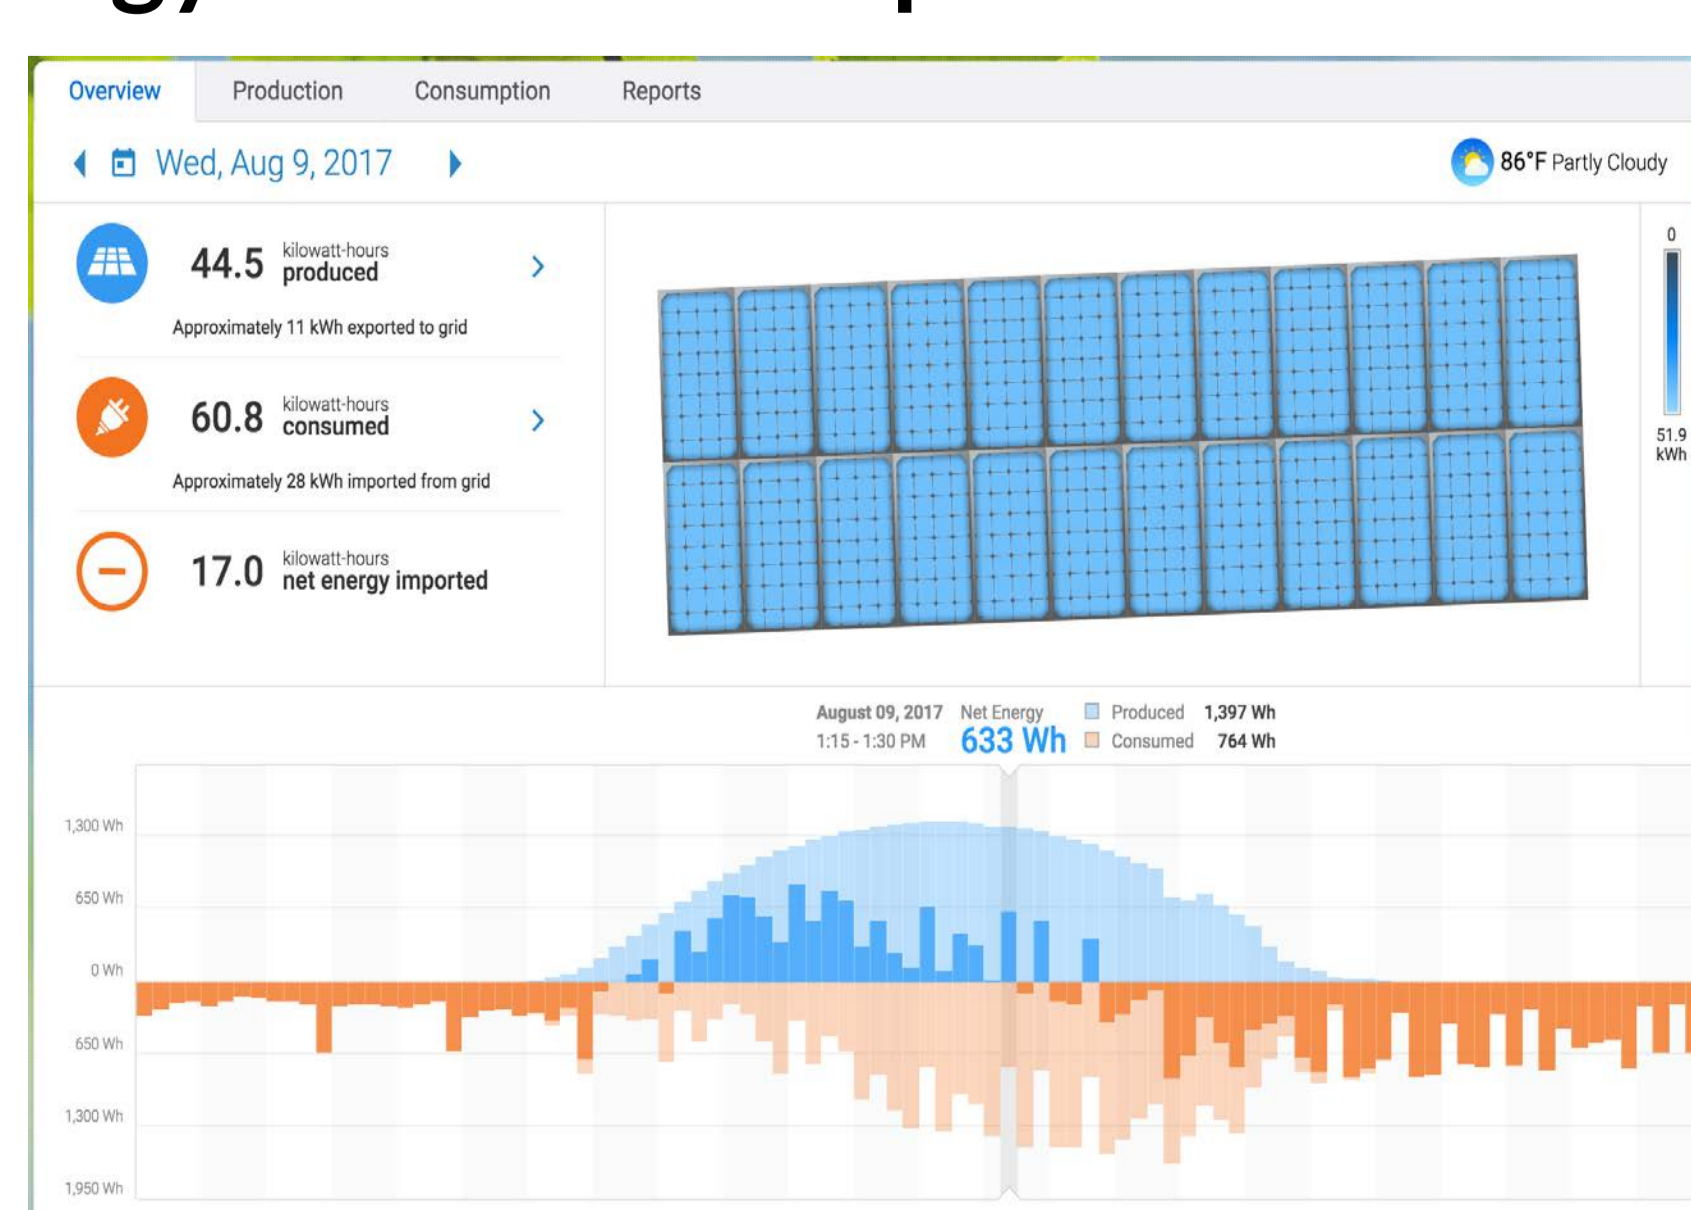 Overview Production Consumption Reports
Wed, Aug 9, 2017
86°F Partly Cloudy
44.5 kilowatt-hours produced
Approximately 11 kWh exported to grid
60.8 kilowatt-hours consumed
Approximately 28 kWh imported from grid
17.0 kilowatt-hours net energy imported
0
51.9
kWh
August 09, 2017 Net Energy Produced 1,397 Wh
1:15 - 1:30 PM 633 Wh Consumed 764 Wh
1,300 Wh
650 Wh
0 Wh
650 Wh
1,300 Wh
1,950 Wh